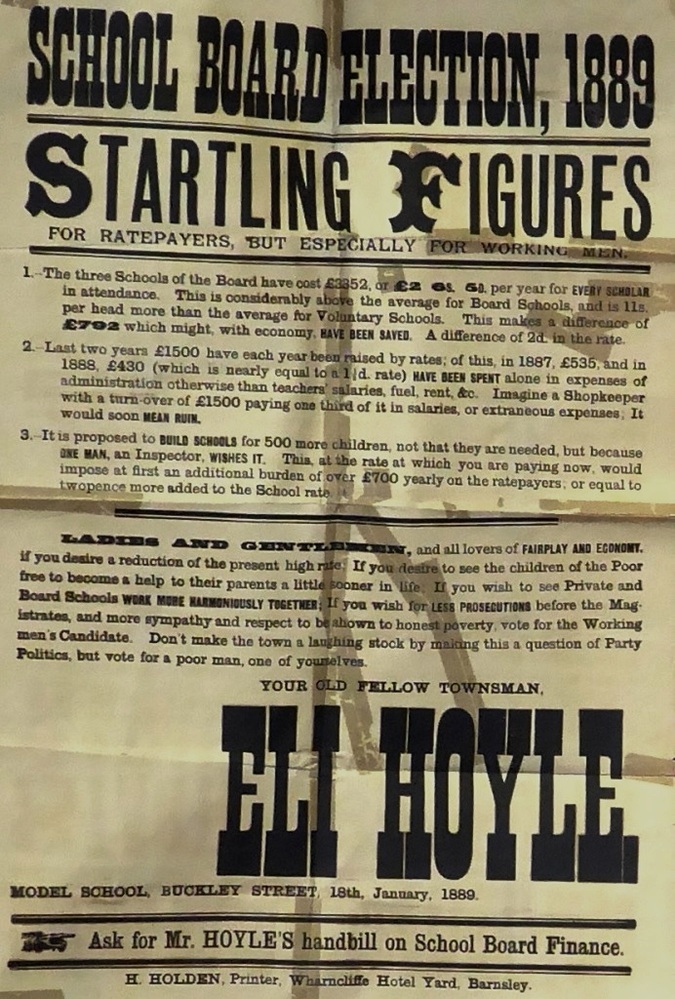 SCHOOL BOARD ELECTION, 1889
STARTLING FIGURES
FOR RATEPAYERS, BUT ESPECIALLY FOR WORKING MEN.
1.-The three Schools of the Board have cost £3352, or £2 6s. 6D. per year for EVERY SCHOLAR
in attendance. This is considerably above the average for Board Schools, and is 11s.
per head more than the average for Voluntary Schools. This makes a difference of
£792 which might, with economy, HAVE BEEN SAVED. A difference of 2d. in the rate.
2.-Last two years £1500 have each year been raised by rates; of this, in 1887, £535, and in
1888, £430 (which is nearly equal to a d. rate) HAVE BEEN SPENT alone in expenses of
administration otherwise than teachers' salaries, fuel, rent, &c. Imagine a Shopkeeper
with a turn-over of £1500 paying one third of it in salaries, or extraneous expenses; It
would soon MEAN RUIN.
3.-It is proposed to BUILD SCHOOLS for 500 more children, not that they are needed, but because
ONE MAN, an Inspector, WISHES IT. This, at the rate at which you are paying now, would
impose at first an additional burden of over £700 yearly on the ratepayers; or equal to
twopence more added to the School rate.
LADIES AND GENTLEMEN, and all lovers of FAIRPLAY AND ECONOMY,
if you desire a reduction of the present high rate; If you desire to see the children of the Poor
free to become a help to their parents a little sooner in life; If you wish to see Private and
Board Schools WORK MORE HARMONIOUSLY TOGETHER; If you wish for LESS PROSECUTIONS before the Mag-
istrates, and more sympathy and respect to be shown to honest poverty, vote for the Working
men's Candidate. Don't make the town a laughing stock by making this a question of Party
Politics, but vote for a poor man, one of yourselves.
YOUR OLD FELLOW TOWNSMAN,
ELI HOYLE.
MODEL SCHOOL, BUCKLEY STREET, 18th, January, 1889.
Ask for Mr. HOYLE'S handbill on School Board Finance.
H. HOLDEN, Printer, Wharncliffe Hotel Yard, Barnsley.